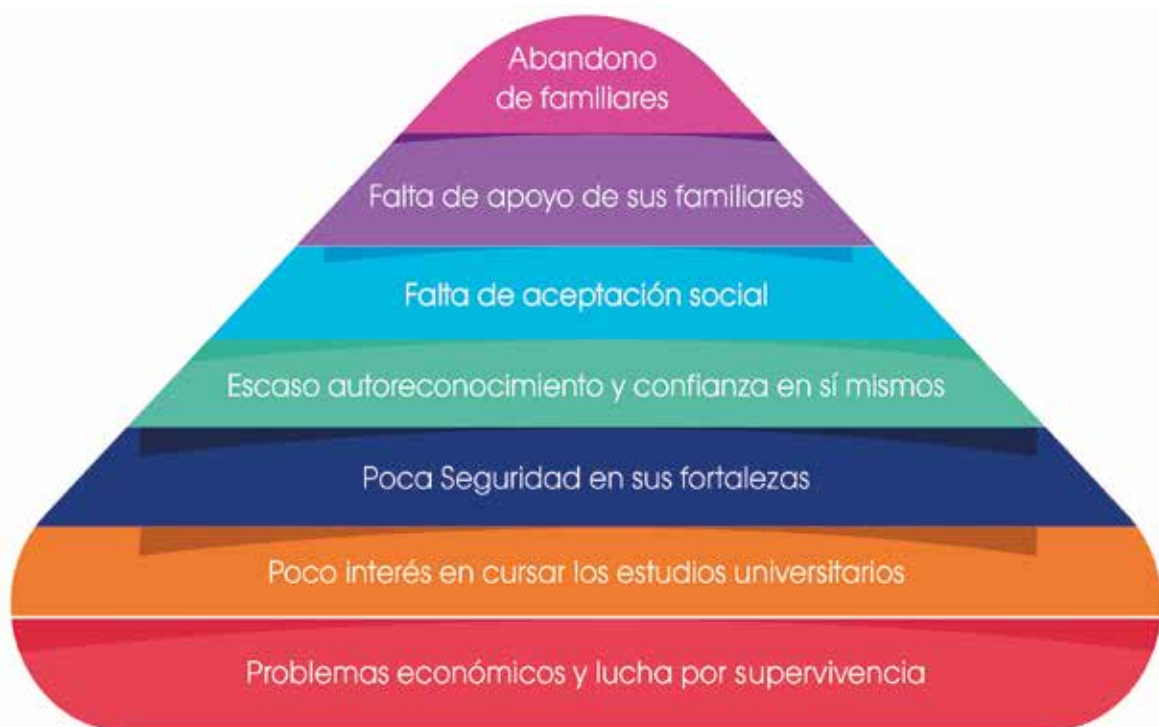 Abandono
de familiares
Falta de apoyo de sus familiares
Falta de aceptación social
Escaso autoreconocimiento y confianza en sí mismos
Poca Seguridad en sus fortalezas
Poco interés en cursar los estudios universitarios
Problemas económicos y lucha por supervivencia